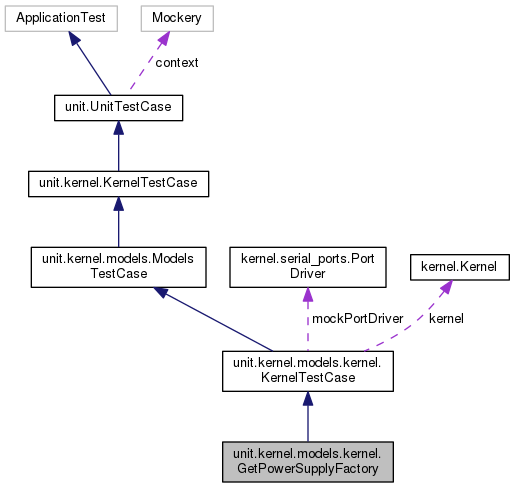 ApplicationTest
Mockery
context
unit.UnitTestCase
unit.kernel.KernelTestCase
unit.kernel.models.Models
TestCase
kernel.serial_ports.Port
Driver
kernel.Kernel
mockPortDriver
kernel
unit.kernel.models.kernel.
KernelTestCase
unit.kernel.models.kernel.
GetPowerSupplyFactory